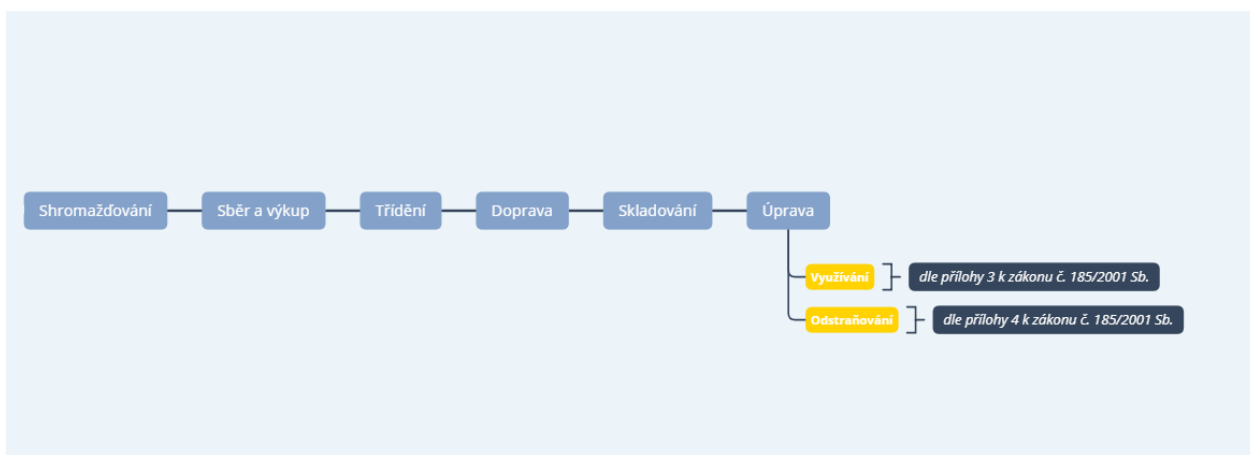 Shromažďování
Sběr a výkup
Třídění
Doprava
Skladování
Úprava
Využívání
dle přílohy 3 k zákonu č. 185/2001 Sb.
Odstraňování
dle přílohy 4 k zákonu č. 185/2001 Sb.